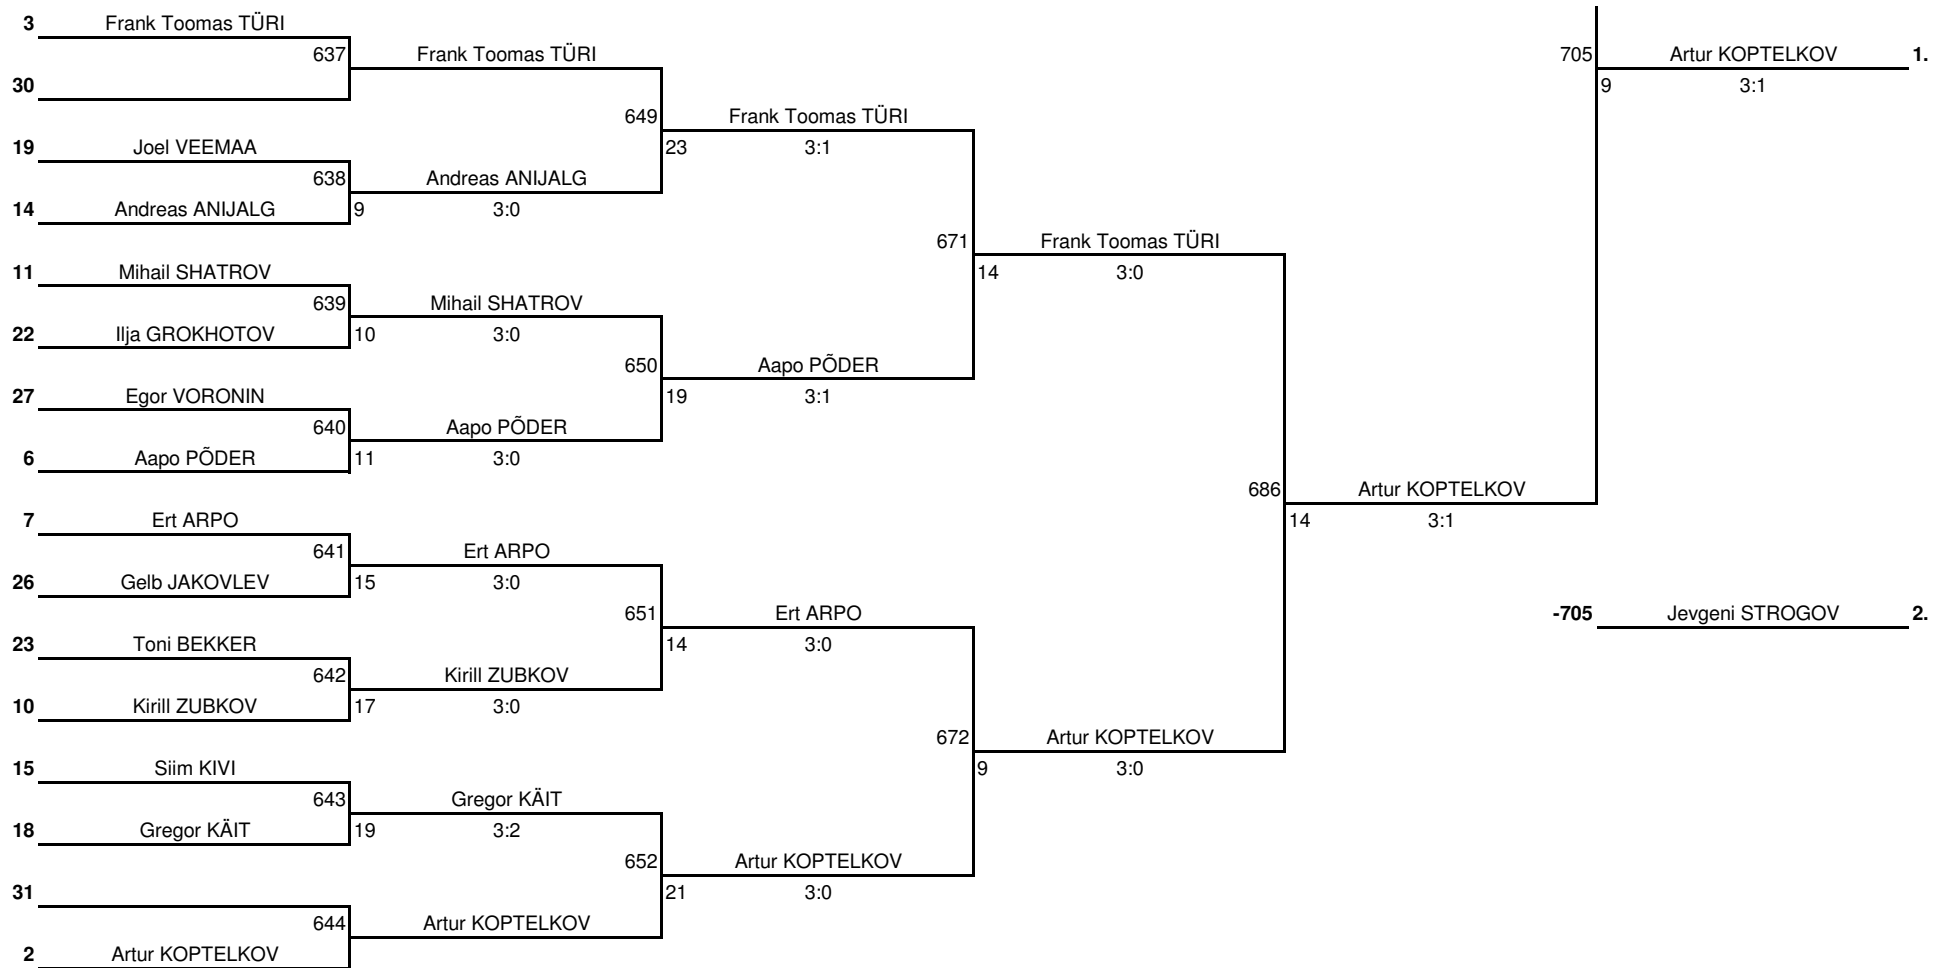 3 Frank Toomas TÜRI
637 Frank Toomas TÜRI 705 Artur KOPTELKOV 1.
30 9 3:1
649 Frank Toomas TÜRI
19 Joel VEEMAA 23 3:1
638 Andreas ANIJALG
14 Andreas ANIJALG 9 3:0
671 Frank Toomas TÜRI
11 Mihail SHATROV 14 3:0
639 Mihail SHATROV
22 Ilja GROKHOTOV 10 3:0
650 Aapo PÕDER
27 Egor VORONIN 19 3:1
640 Aapo PÕDER
6 Aapo PÕDER 11 3:0
686 Artur KOPTELKOV
7 Ert ARPO 14 3:1
641 Ert ARPO
26 Gelb JAKOVLEV 15 3:0
651 Ert ARPO -705 Jevgeni STROGOV 2.
23 Toni BEKKER 14 3:0
642 Kirill ZUBKOV
10 Kirill ZUBKOV 17 3:0
672 Artur KOPTELKOV
15 Siim KIVI 9 3:0
643 Gregor KÄIT
18 Gregor KÄIT 19 3:2
652 Artur KOPTELKOV
31 21 3:0
644 Artur KOPTELKOV
2 Artur KOPTELKOV